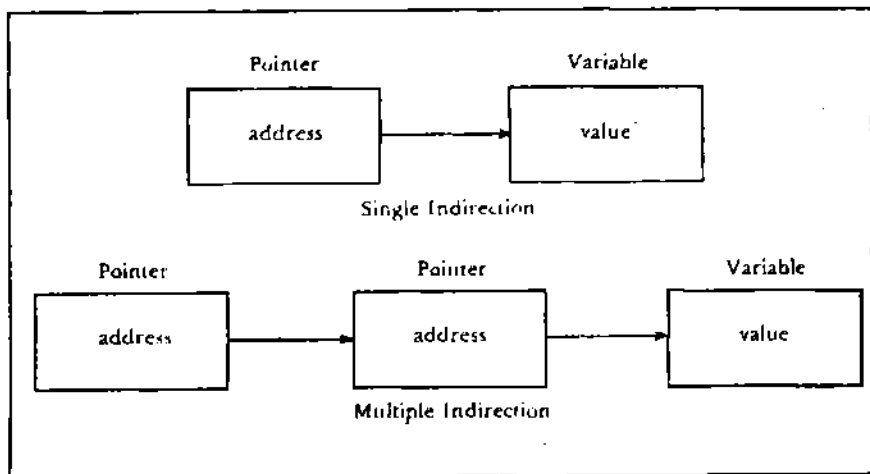 Pointer Variable
address value
Single Indirection
Pointer Pointer Variable
address address value
Multiple Indirection